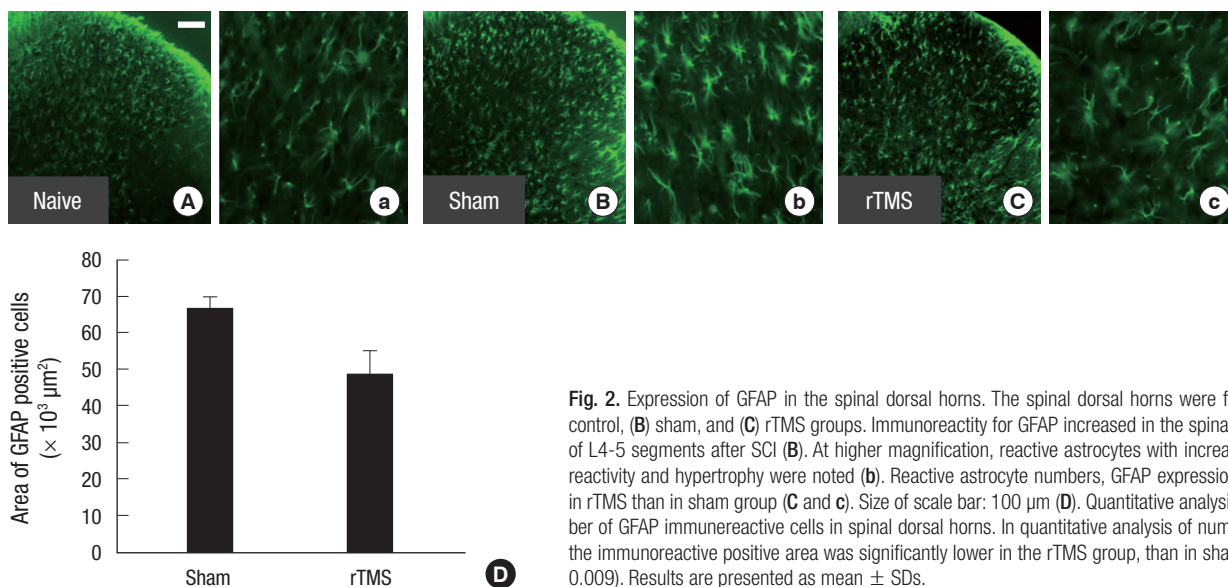 Naive A a Sham B b rTMS C c
Area of GFAP positive cells
(× 10³ μm²)
80
70
60
50
40
30
20
10
0
Sham rTMS D
Fig. 2. Expression of GFAP in the spinal dorsal horns. The spinal dorsal horns were
control, (B) sham, and (C) rTMS groups. Immunoreactity for GFAP increased in the spina
of L4-5 segments after SCI (B). At higher magnification, reactive astrocytes with increa
reactivity and hypertrophy were noted (b). Reactive astrocyte numbers, GFAP expressio
in rTMS than in sham group (C and c). Size of scale bar: 100 μm (D). Quantitative analysi
ber of GFAP immunereactive cells in spinal dorsal horns. In quantitative analysis of num
the immunoreactive positive area was significantly lower in the rTMS group, than in sha
0.009). Results are presented as mean ± SDs.